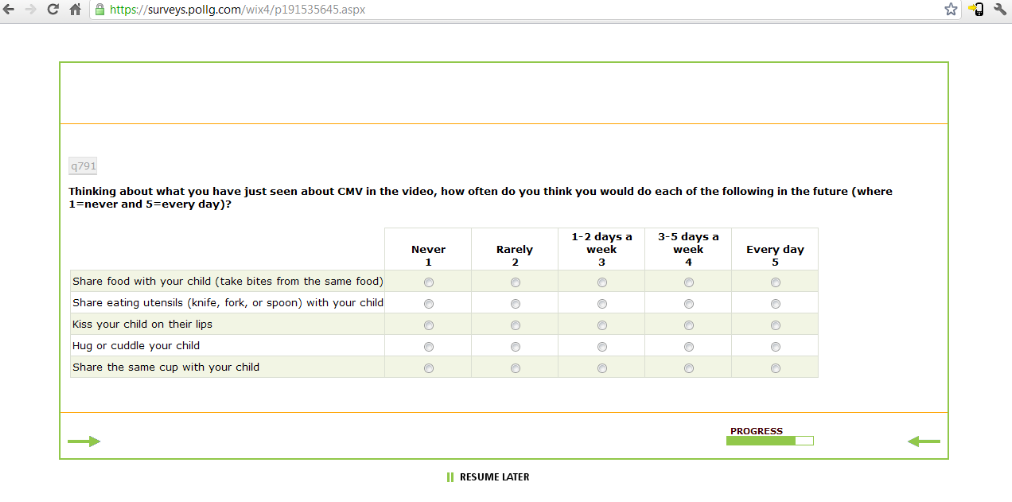 https://surveys.pollg.com/wix4/p191535645.aspx
q791
Thinking about what you have just seen about CMV in the video, how often do you think you would do each of the following in the future (where
1=never and 5=every day)?
Never 1 Rarely 2 1-2 days a week 3 3-5 days a week 4 Every day 5
Share food with your child (take bites from the same food)
Share eating utensils (knife, fork, or spoon) with your child
Kiss your child on their lips
Hug or cuddle your child
Share the same cup with your child
PROGRESS
RESUME LATER